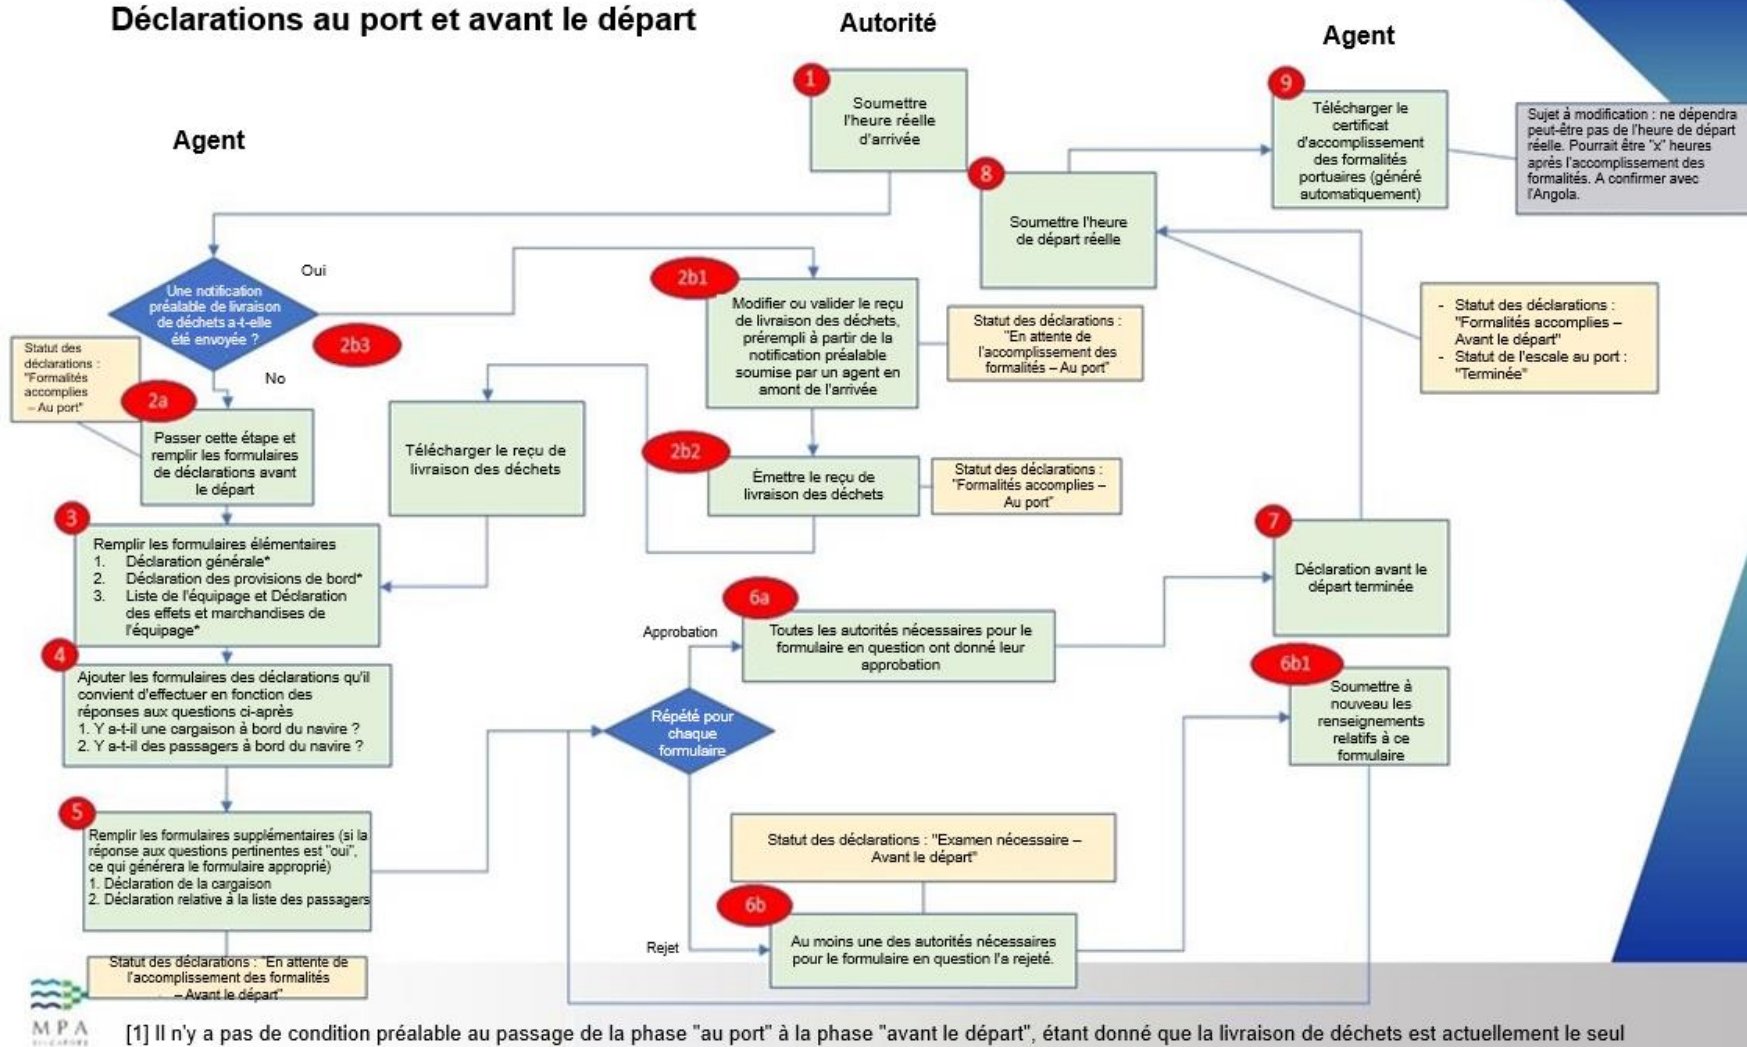 Déclarations au port et avant le départ
Autorité
Agent
Agent
1
Soumettre
l'heure réelle
d'arrivée
9
Télécharger le
certificat
d'accomplissement
des formalités
portuaires (généré
automatiquement)
Sujet à modification : ne dépendra
peut-être pas de l'heure de départ
réelle. Pourrait être "x" heures
après l'accomplissement des
formalités. A confirmer avec
l'Angola.
8
Soumettre l'heure
de départ réelle
- Statut des déclarations :
"Formalités accomplies –
Avant le départ"
- Statut de l'escale au port :
"Terminée"
Une notification
préalable de livraison
de déchets a-t-elle
été envoyée ?
Oui
2b3
No
Statut des
déclarations :
"Formalités
accomplies
– Au port"
2a
Passer cette étape et
remplir les formulaires
de déclarations avant
le départ
2b1
Modifier ou valider le reçu
de livraison des déchets,
prérempli à partir de la
notification préalable
soumise par un agent en
amont de l'arrivée
Statut des déclarations :
"En attente de
l'accomplissement des
formalités – Au port"
Télécharger le reçu de
livraison des déchets
2b2
Émettre le reçu de
livraison des déchets
Statut des déclarations :
"Formalités accomplies –
Au port"
3
Remplir les formulaires élémentaires
1. Déclaration générale*
2. Déclaration des provisions de bord*
3. Liste de l'équipage et Déclaration
des effets et marchandises de
l'équipage*
4
Ajouter les formulaires des déclarations qu'il
convient d'effectuer en fonction des
réponses aux questions ci-après
1. Y a-t-il une cargaison à bord du navire ?
2. Y a-t-il des passagers à bord du navire ?
5
Remplir les formulaires supplémentaires (si la
réponse aux questions pertinentes est "oui",
ce qui générera le formulaire approprié)
1. Déclaration de la cargaison
2. Déclaration relative à la liste des passagers
Statut des déclarations : "En attente de
l'accomplissement des formalités
– Avant le départ"
Répété pour
chaque
formulaire
Approbation
6a
Toutes les autorités nécessaires pour le
formulaire en question ont donné leur
approbation
7
Déclaration avant le
départ terminée
6b1
Soumettre à
nouveau les
renseignements
relatifs à ce
formulaire
Statut des déclarations : "Examen nécessaire –
Avant le départ"
Rejet
6b
Au moins une des autorités nécessaires
pour le formulaire en question l'a rejeté.
MPA
SINGAPORE
[1] Il n'y a pas de condition préalable au passage de la phase "au port" à la phase "avant le départ", étant donné que la livraison de déchets est actuellement le seul